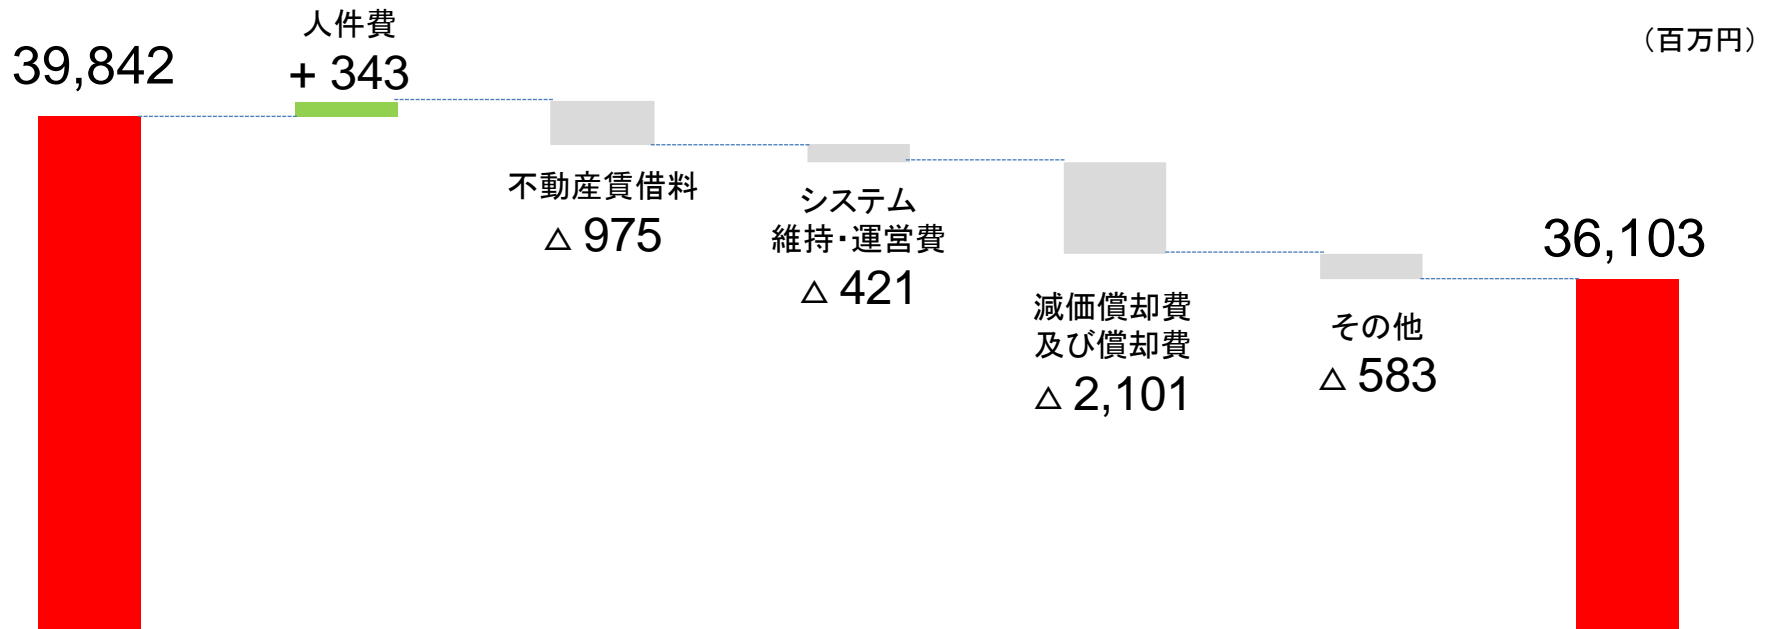 (百万円)
39,842
人件費
+ 343
不動産賃借料
△ 975
システム
維持・運営費
△ 421
減価償却費
及び償却費
△ 2,101
その他
△ 583
36,103